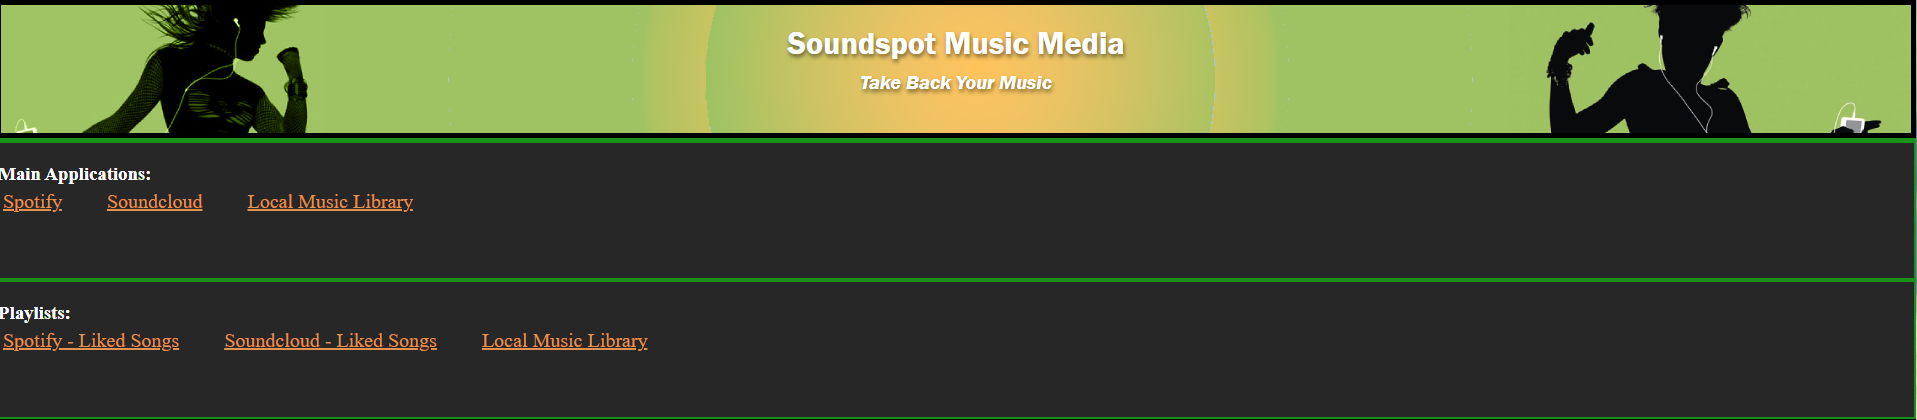 Soundspot Music Media
Take Back Your Music
Main Applications:
Spotify Soundcloud Local Music Library
Playlists:
Spotify - Liked Songs Soundcloud - Liked Songs Local Music Library